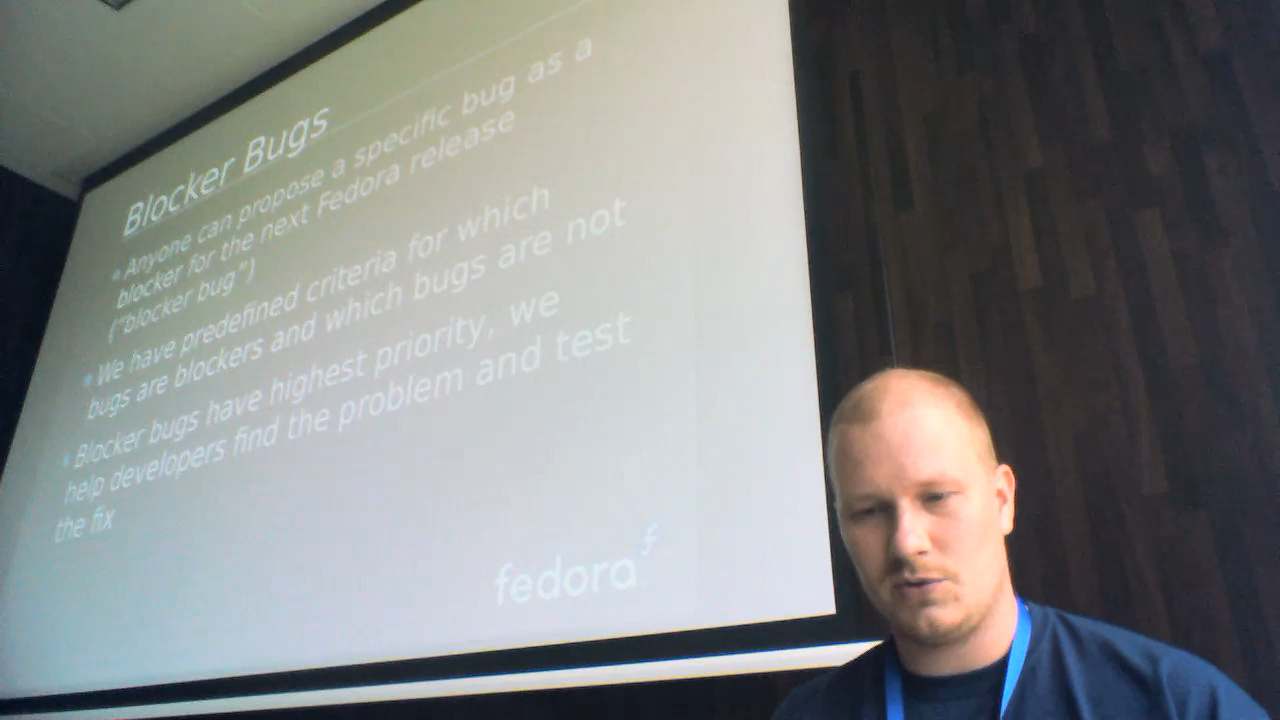 Blocker Bugs
Anyone can propose a specific bug as a
blocker for the next Fedora release
("blocker bug")
We have predefined criteria for which
bugs are blockers and which bugs are not
Blocker bugs have highest priority, we
help developers find the problem and test
the fix
fedora f